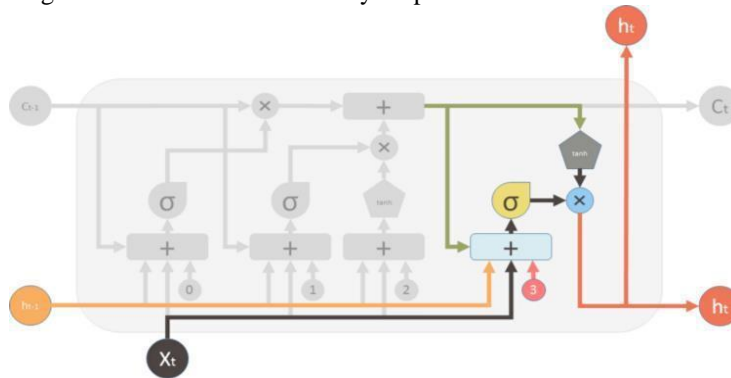 hₜ
Cₜ₋₁
×
+
Cₜ
×
tanh
σ
σ
tanh
σ
×
+
+
+
+
0
1
2
3
hₜ₋₁
hₜ
Xₜ